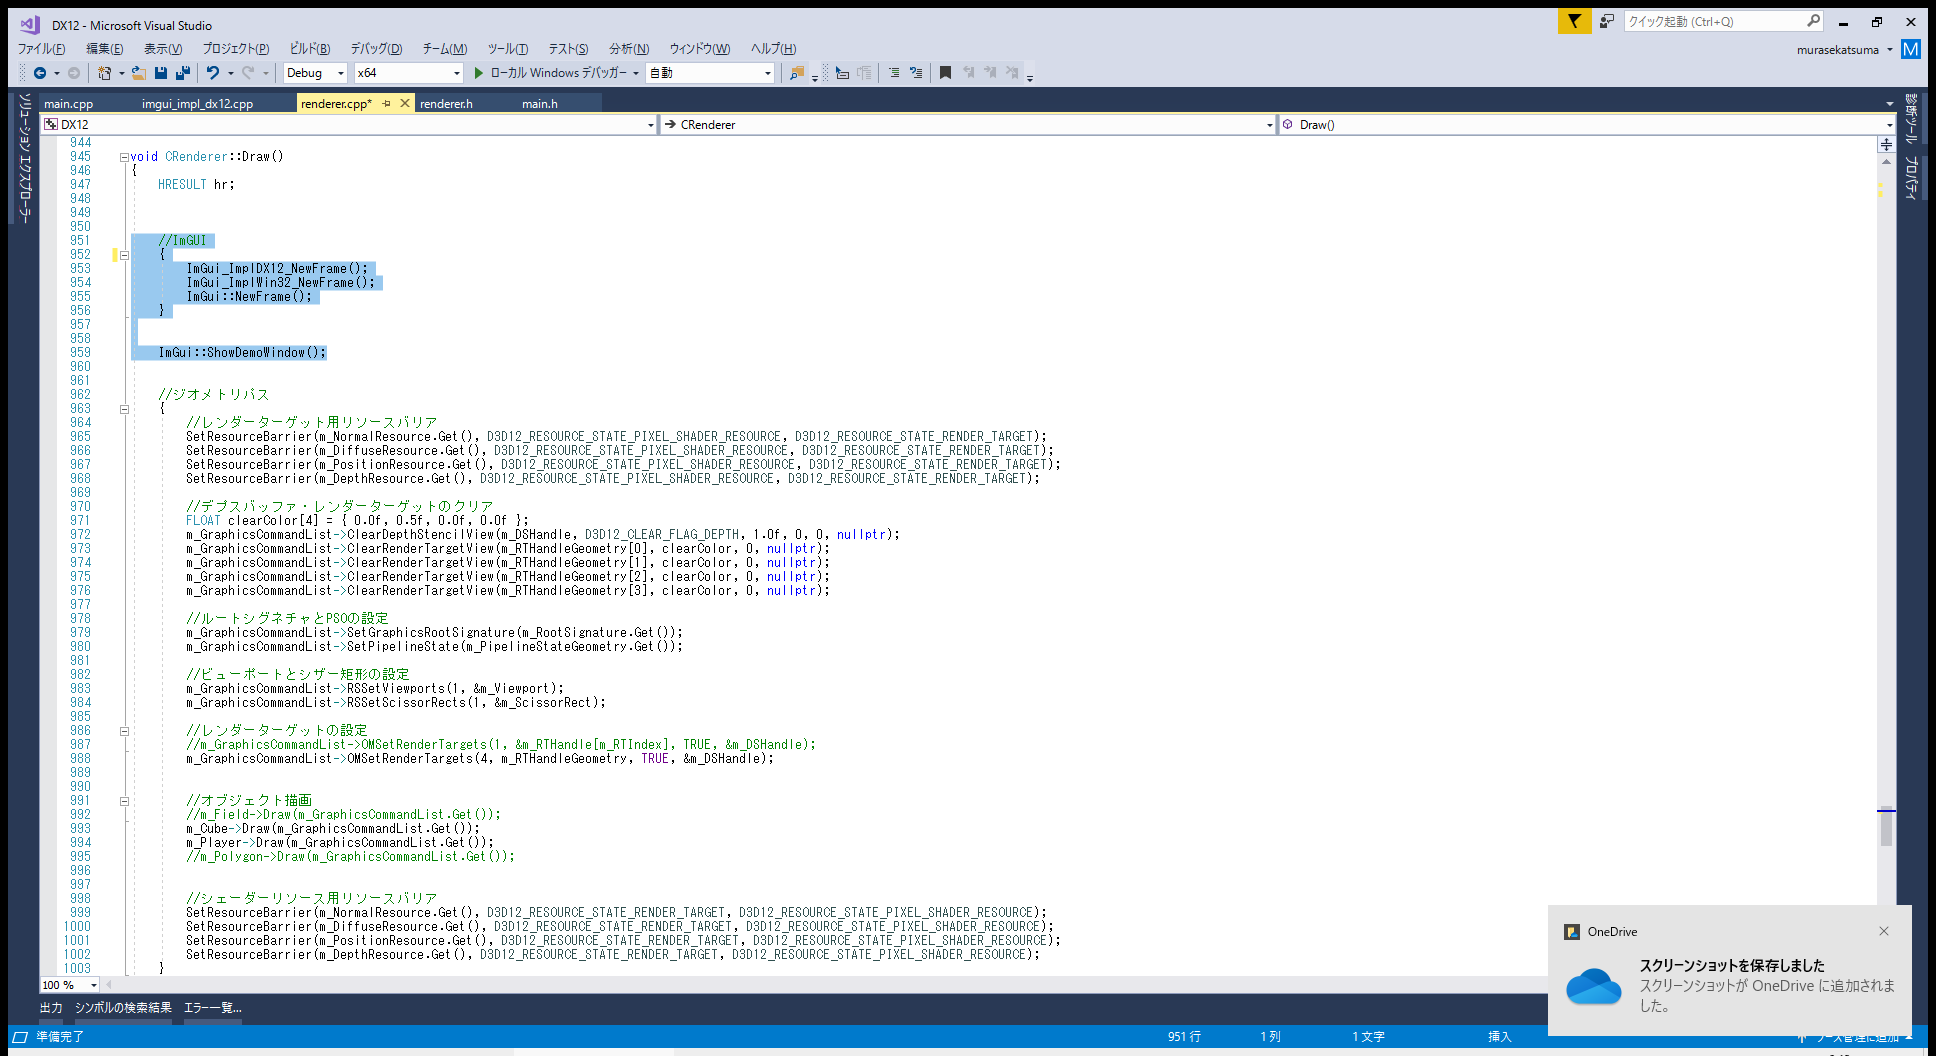 DX12 - Microsoft Visual Studio
クイック起動 (Ctrl+Q)
ファイル(F) 編集(E) 表示(V) プロジェクト(P) ビルド(B) デバッグ(D) チーム(M) ツール(T) テスト(S) 分析(N) ウィンドウ(W) ヘルプ(H)
murasekatsuma M
Debug x64 ローカル Windows デバッガー 自動
ソリューション エクスプローラー
診断ツール プロパティ
main.cpp imgui_impl_dx12.cpp renderer.cpp* renderer.h main.h
DX12 CRenderer Draw()
944
945 void CRenderer::Draw()
946 {
947 HRESULT hr;
948
949
950
951 //ImGUI
952 {
953 ImGui_ImplDX12_NewFrame();
954 ImGui_ImplWin32_NewFrame();
955 ImGui::NewFrame();
956 }
957
958
959 ImGui::ShowDemoWindow();
960
961
962 //ジオメトリパス
963 {
964 //レンダーターゲット用リソースバリア
965 SetResourceBarrier(m_NormalResource.Get(), D3D12_RESOURCE_STATE_PIXEL_SHADER_RESOURCE, D3D12_RESOURCE_STATE_RENDER_TARGET);
966 SetResourceBarrier(m_DiffuseResource.Get(), D3D12_RESOURCE_STATE_PIXEL_SHADER_RESOURCE, D3D12_RESOURCE_STATE_RENDER_TARGET);
967 SetResourceBarrier(m_PositionResource.Get(), D3D12_RESOURCE_STATE_PIXEL_SHADER_RESOURCE, D3D12_RESOURCE_STATE_RENDER_TARGET);
968 SetResourceBarrier(m_DepthResource.Get(), D3D12_RESOURCE_STATE_PIXEL_SHADER_RESOURCE, D3D12_RESOURCE_STATE_RENDER_TARGET);
969
970 //デプスバッファ・レンダーターゲットのクリア
971 FLOAT clearColor[4] = { 0.0f, 0.5f, 0.0f, 0.0f };
972 m_GraphicsCommandList->ClearDepthStencilView(m_DSHandle, D3D12_CLEAR_FLAG_DEPTH, 1.0f, 0, 0, nullptr);
973 m_GraphicsCommandList->ClearRenderTargetView(m_RTHandleGeometry[0], clearColor, 0, nullptr);
974 m_GraphicsCommandList->ClearRenderTargetView(m_RTHandleGeometry[1], clearColor, 0, nullptr);
975 m_GraphicsCommandList->ClearRenderTargetView(m_RTHandleGeometry[2], clearColor, 0, nullptr);
976 m_GraphicsCommandList->ClearRenderTargetView(m_RTHandleGeometry[3], clearColor, 0, nullptr);
977
978 //ルートシグネチャとPSOの設定
979 m_GraphicsCommandList->SetGraphicsRootSignature(m_RootSignature.Get());
980 m_GraphicsCommandList->SetPipelineState(m_PipelineStateGeometry.Get());
981
982 //ビューポートとシザー矩形の設定
983 m_GraphicsCommandList->RSSetViewports(1, &m_Viewport);
984 m_GraphicsCommandList->RSSetScissorRects(1, &m_ScissorRect);
985
986 //レンダーターゲットの設定
987 //m_GraphicsCommandList->OMSetRenderTargets(1, &m_RTHandle[m_RTIndex], TRUE, &m_DSHandle);
988 m_GraphicsCommandList->OMSetRenderTargets(4, m_RTHandleGeometry, TRUE, &m_DSHandle);
989
990
991 //オブジェクト描画
992 //m_Field->Draw(m_GraphicsCommandList.Get());
993 m_Cube->Draw(m_GraphicsCommandList.Get());
994 m_Player->Draw(m_GraphicsCommandList.Get());
995 //m_Polygon->Draw(m_GraphicsCommandList.Get());
996
997
998 //シェーダーリソース用リソースバリア
999 SetResourceBarrier(m_NormalResource.Get(), D3D12_RESOURCE_STATE_RENDER_TARGET, D3D12_RESOURCE_STATE_PIXEL_SHADER_RESOURCE);
1000 SetResourceBarrier(m_DiffuseResource.Get(), D3D12_RESOURCE_STATE_RENDER_TARGET, D3D12_RESOURCE_STATE_PIXEL_SHADER_RESOURCE);
1001 SetResourceBarrier(m_PositionResource.Get(), D3D12_RESOURCE_STATE_RENDER_TARGET, D3D12_RESOURCE_STATE_PIXEL_SHADER_RESOURCE);
1002 SetResourceBarrier(m_DepthResource.Get(), D3D12_RESOURCE_STATE_RENDER_TARGET, D3D12_RESOURCE_STATE_PIXEL_SHADER_RESOURCE);
1003 }
100 %
出力 シンボルの検索結果 エラー一覧...
OneDrive
スクリーンショットを保存しました
スクリーンショットが OneDrive に追加されま
した。
準備完了 951 行 1 列 1 文字 挿入